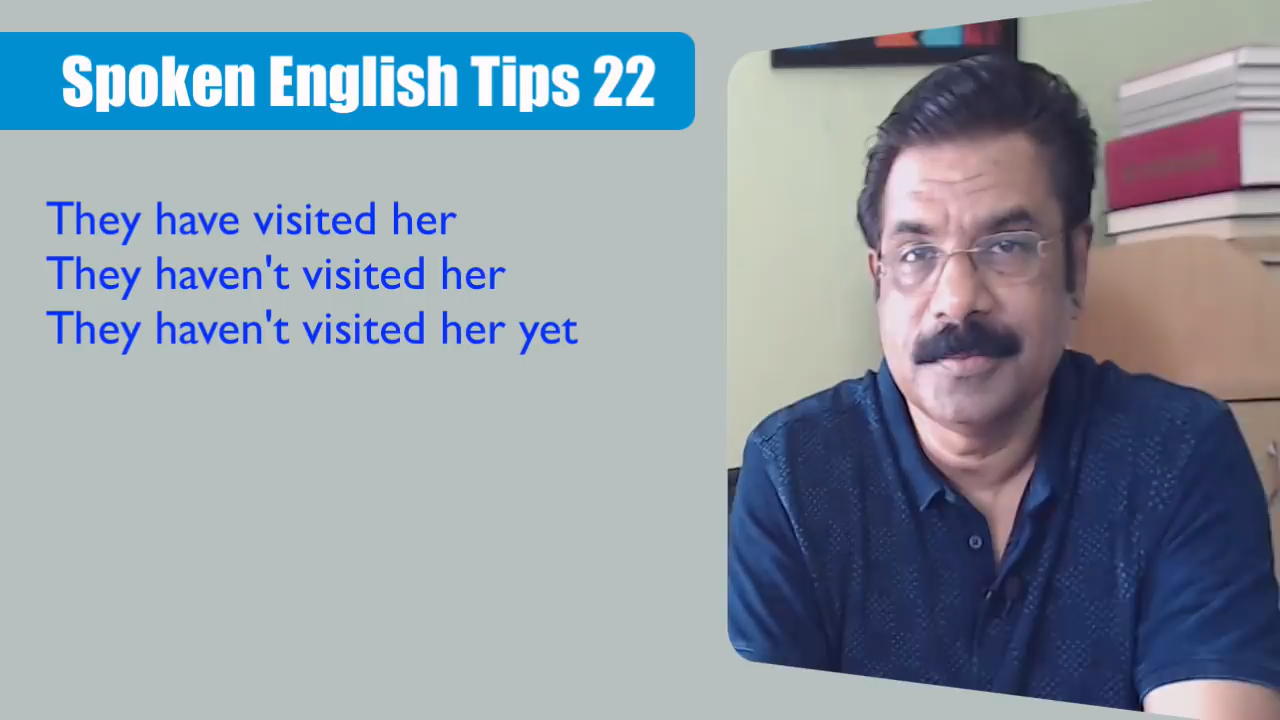 Spoken English Tips 22
They have visited her
They haven't visited her
They haven't visited her yet